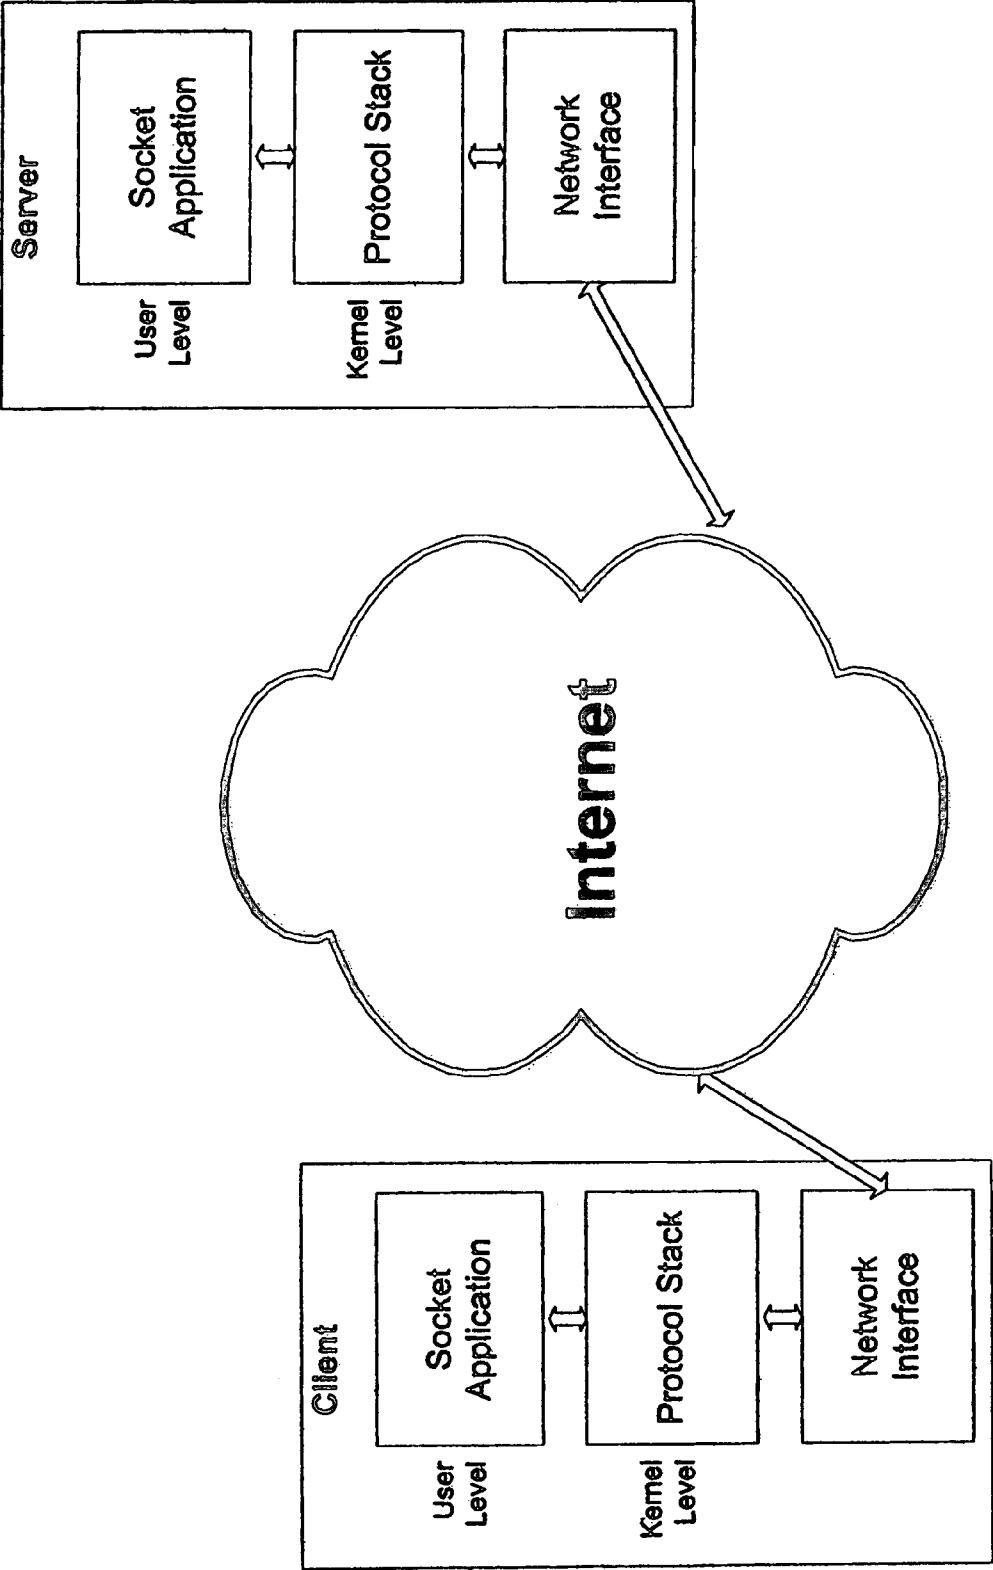 Client
User
Level
Socket
Application
Kernel
Level
Protocol Stack
Network
Interface
Internet
Server
User
Level
Socket
Application
Kernel
Level
Protocol Stack
Network
Interface